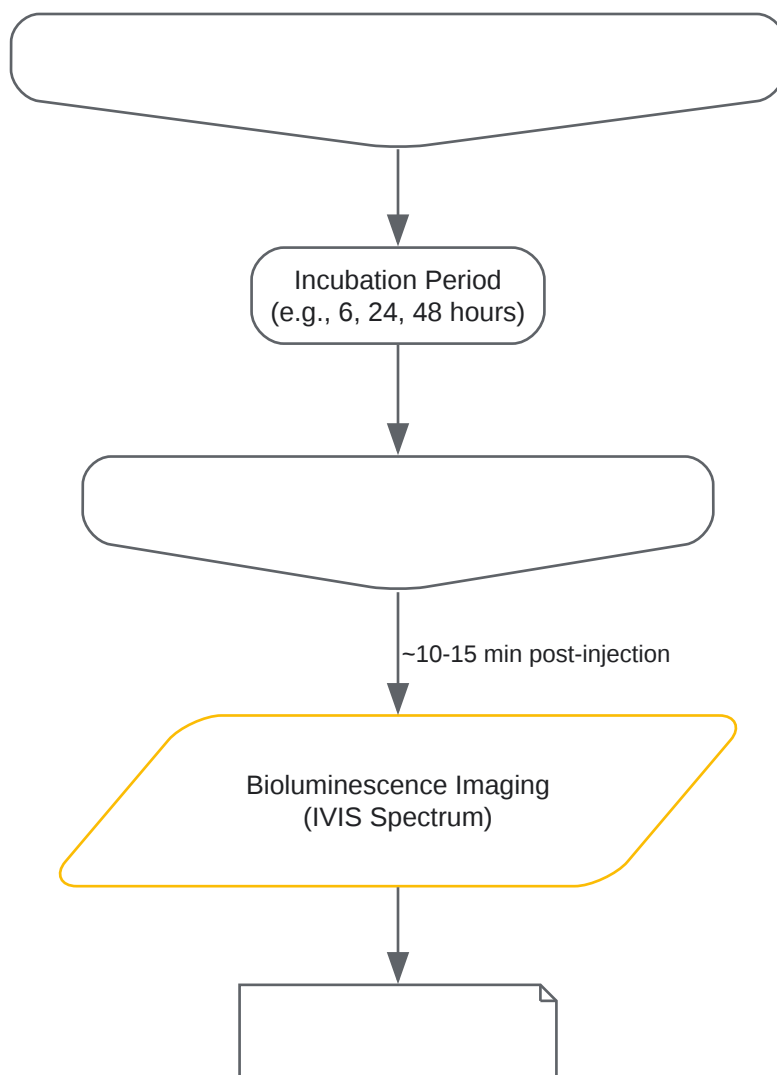 Incubation Period
(e.g., 6, 24, 48 hours)
~10-15 min post-injection
Bioluminescence Imaging
(IVIS Spectrum)